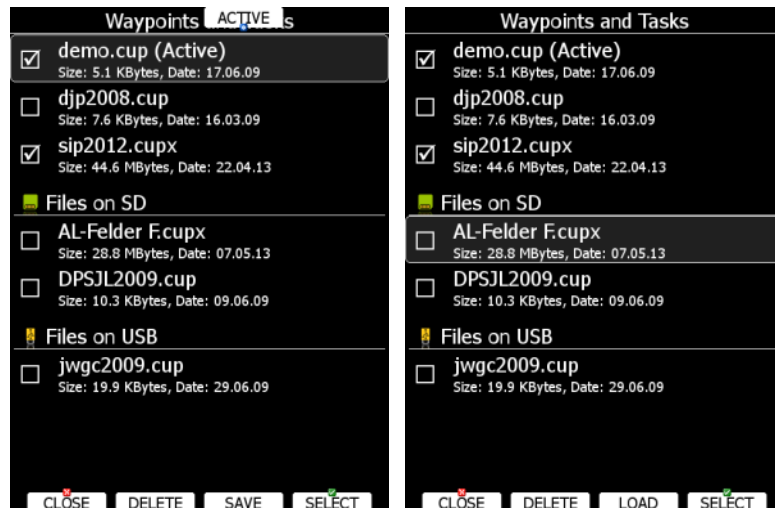 Waypoints and Tasks
ACTIVE
demo.cup (Active)
Size: 5.1 KBytes, Date: 17.06.09
djp2008.cup
Size: 7.6 KBytes, Date: 16.03.09
sip2012.cupx
Size: 44.6 MBytes, Date: 22.04.13
Files on SD
AL-Felder F.cupx
Size: 28.8 MBytes, Date: 07.05.13
DPSJL2009.cup
Size: 10.3 KBytes, Date: 09.06.09
Files on USB
jwgc2009.cup
Size: 19.9 KBytes, Date: 29.06.09
CLOSE DELETE SAVE SELECT
Waypoints and Tasks
demo.cup (Active)
Size: 5.1 KBytes, Date: 17.06.09
djp2008.cup
Size: 7.6 KBytes, Date: 16.03.09
sip2012.cupx
Size: 44.6 MBytes, Date: 22.04.13
Files on SD
AL-Felder F.cupx
Size: 28.8 MBytes, Date: 07.05.13
DPSJL2009.cup
Size: 10.3 KBytes, Date: 09.06.09
Files on USB
jwgc2009.cup
Size: 19.9 KBytes, Date: 29.06.09
CLOSE DELETE LOAD SELECT